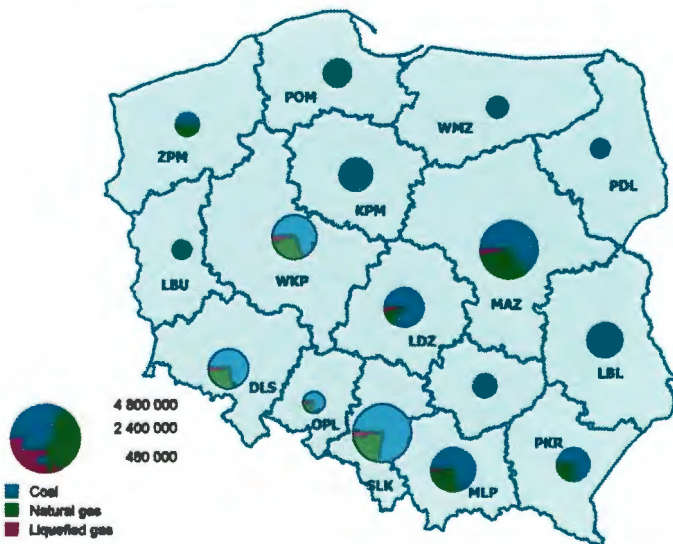 POM
WMZ
ZPM
PDL
KPM
WKP
MAZ
LBU
LDZ
LBL
DLS
OPL
PKR
SLK
MLP
4 800 000
2 400 000
480 000
Coal
Natural gas
Liquefied gas